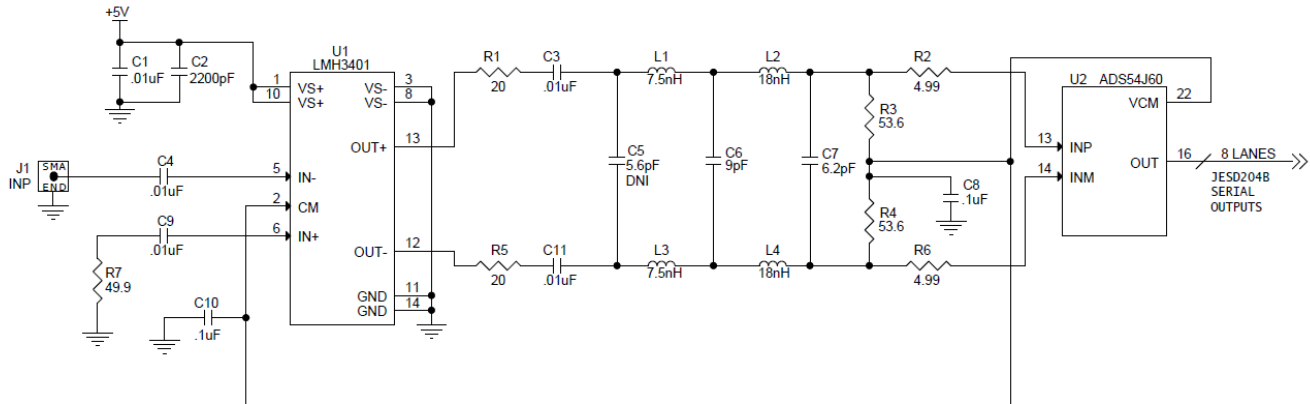 +5V
C1
.01uF
C2
2200pF
U1
LMH3401
1
VS+
10
VS+
3
VS-
8
VS-
13
OUT+
R1
20
C3
.01uF
L1
7.5nH
L2
18nH
R2
4.99
U2 ADS54J60
VCM
22
R3
53.6
13
INP
14
INM
OUT
16
8 LANES
JESD204B
SERIAL
OUTPUTS
J1
INP
SMA
END
C4
.01uF
5
IN-
2
CM
6
IN+
C5
5.6pF
DNI
C6
9pF
C7
6.2pF
C8
.1uF
C9
.01uF
R7
49.9
C10
.1uF
12
OUT-
11
GND
14
GND
R5
20
C11
.01uF
L3
7.5nH
L4
18nH
R4
53.6
R6
4.99